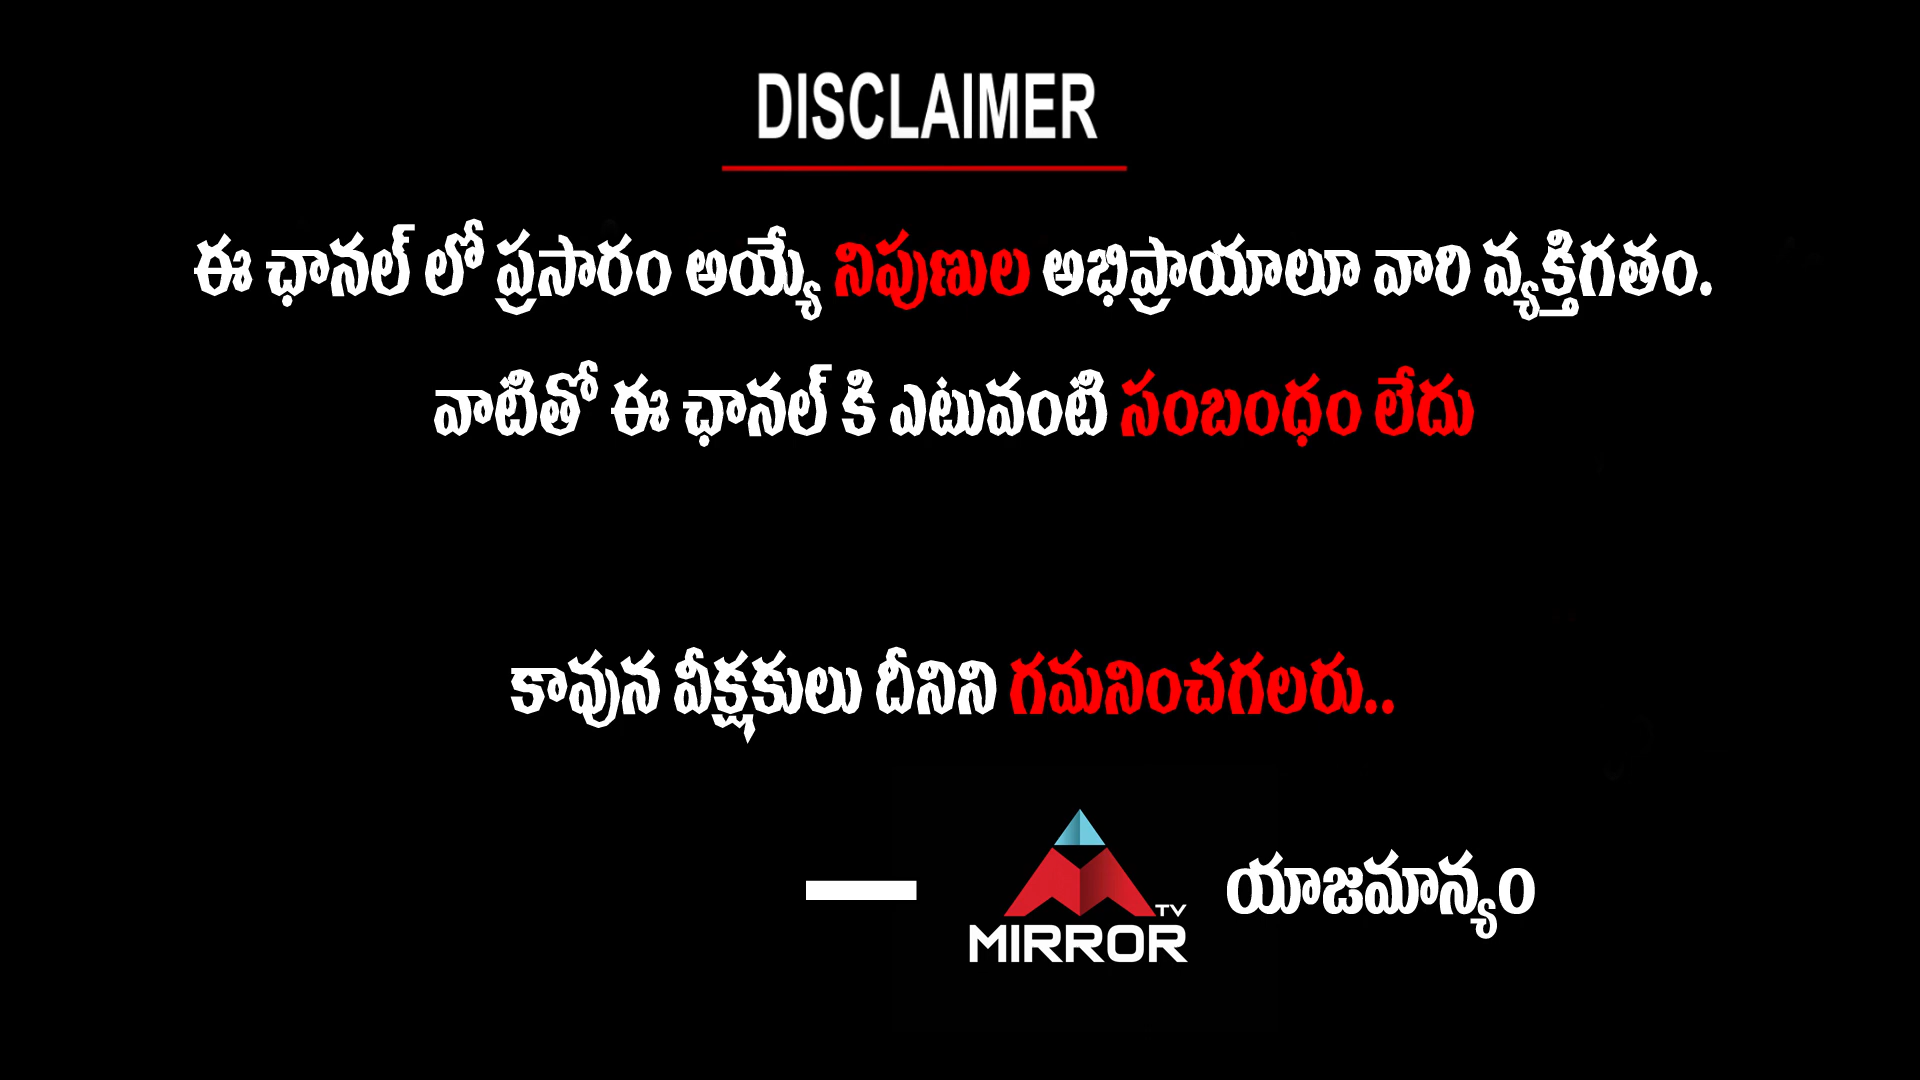 DISCLAIMER
ఈ ఛానల్ లో ప్రసారం అయ్యే నిపుణుల అభిప్రాయాలూ వారి వ్యక్తిగతం.
వాటితో ఈ ఛానల్ కి ఎటువంటి సంబంధం లేదు
కావున వీక్షకులు దీనిని గమనించగలరు..
— MIRROR TV యాజమాన్యం